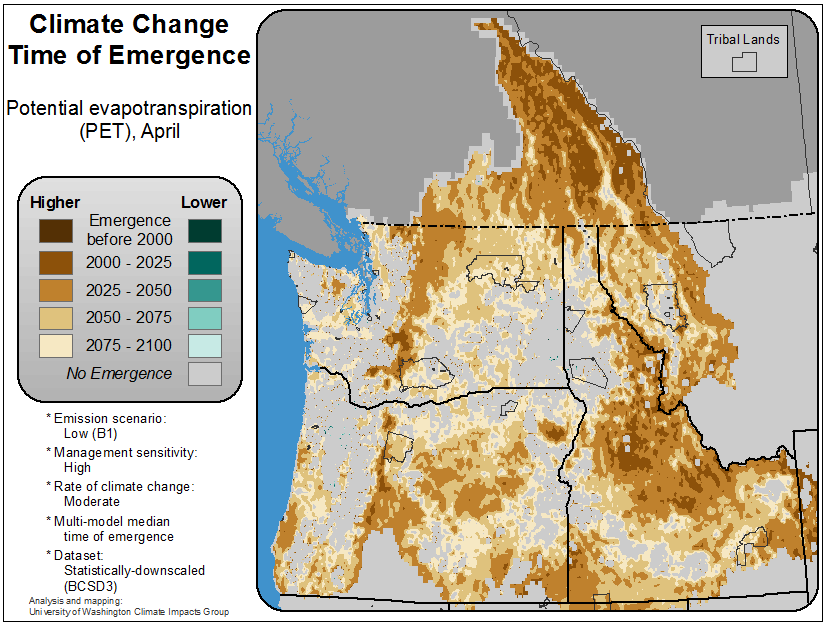 Climate Change
Time of Emergence
Potential evapotranspiration
(PET), April
Higher Lower
Emergence
before 2000
2000 - 2025
2025 - 2050
2050 - 2075
2075 - 2100
No Emergence
* Emission scenario:
Low (B1)
* Management sensitivity:
High
* Rate of climate change:
Moderate
* Multi-model median
time of emergence
* Dataset:
Statistically-downscaled
(BCSD3)
Analysis and mapping:
University of Washington Climate Impacts Group
Tribal Lands